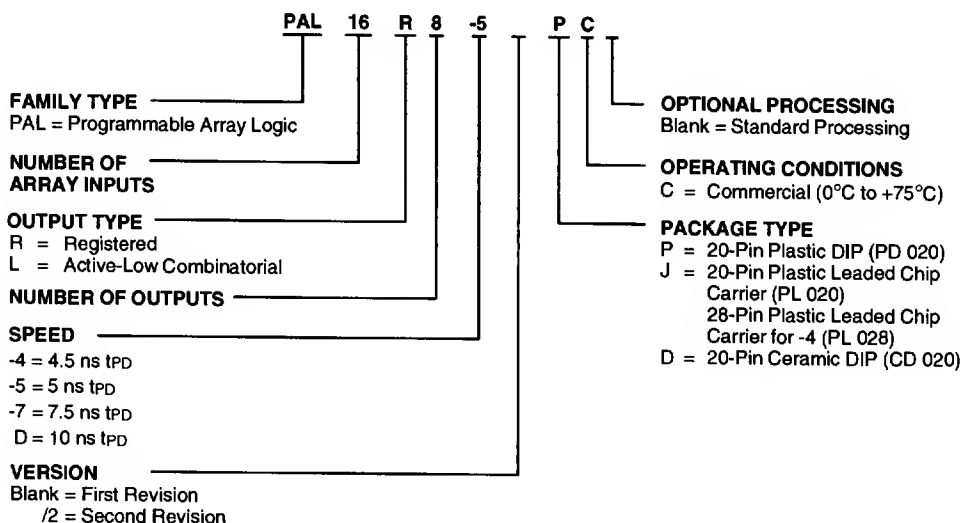 PAL 16 R 8 -5 P C
FAMILY TYPE
PAL = Programmable Array Logic
NUMBER OF
ARRAY INPUTS
OUTPUT TYPE
R = Registered
L = Active-Low Combinatorial
NUMBER OF OUTPUTS
SPEED
-4 = 4.5 ns tPD
-5 = 5 ns tPD
-7 = 7.5 ns tPD
D = 10 ns tPD
VERSION
Blank = First Revision
/2 = Second Revision
OPTIONAL PROCESSING
Blank = Standard Processing
OPERATING CONDITIONS
C = Commercial (0°C to +75°C)
PACKAGE TYPE
P = 20-Pin Plastic DIP (PD 020)
J = 20-Pin Plastic Leaded Chip
Carrier (PL 020)
28-Pin Plastic Leaded Chip
Carrier for -4 (PL 028)
D = 20-Pin Ceramic DIP (CD 020)